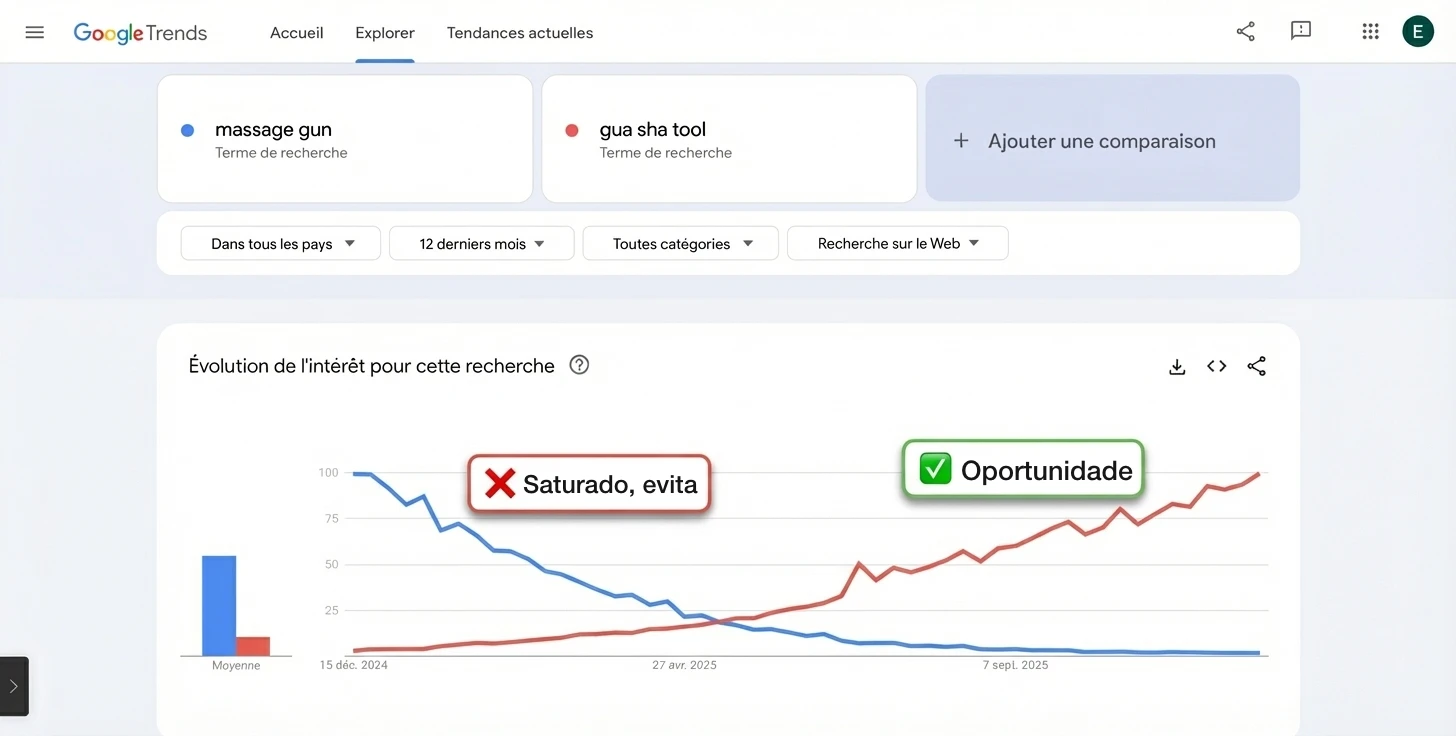 Google Trends
Accueil
Explorer
Tendances actuelles
E
massage gun
Terme de recherche
gua sha tool
Terme de recherche
+ Ajouter une comparaison
Dans tous les pays
12 derniers mois
Toutes catégories
Recherche sur le Web
Évolution de l'intérêt pour cette recherche
?
❌ Saturado, evita
✅ Oportunidade
100
75
50
25
Moyenne
15 déc. 2024
27 avr. 2025
7 sept. 2025